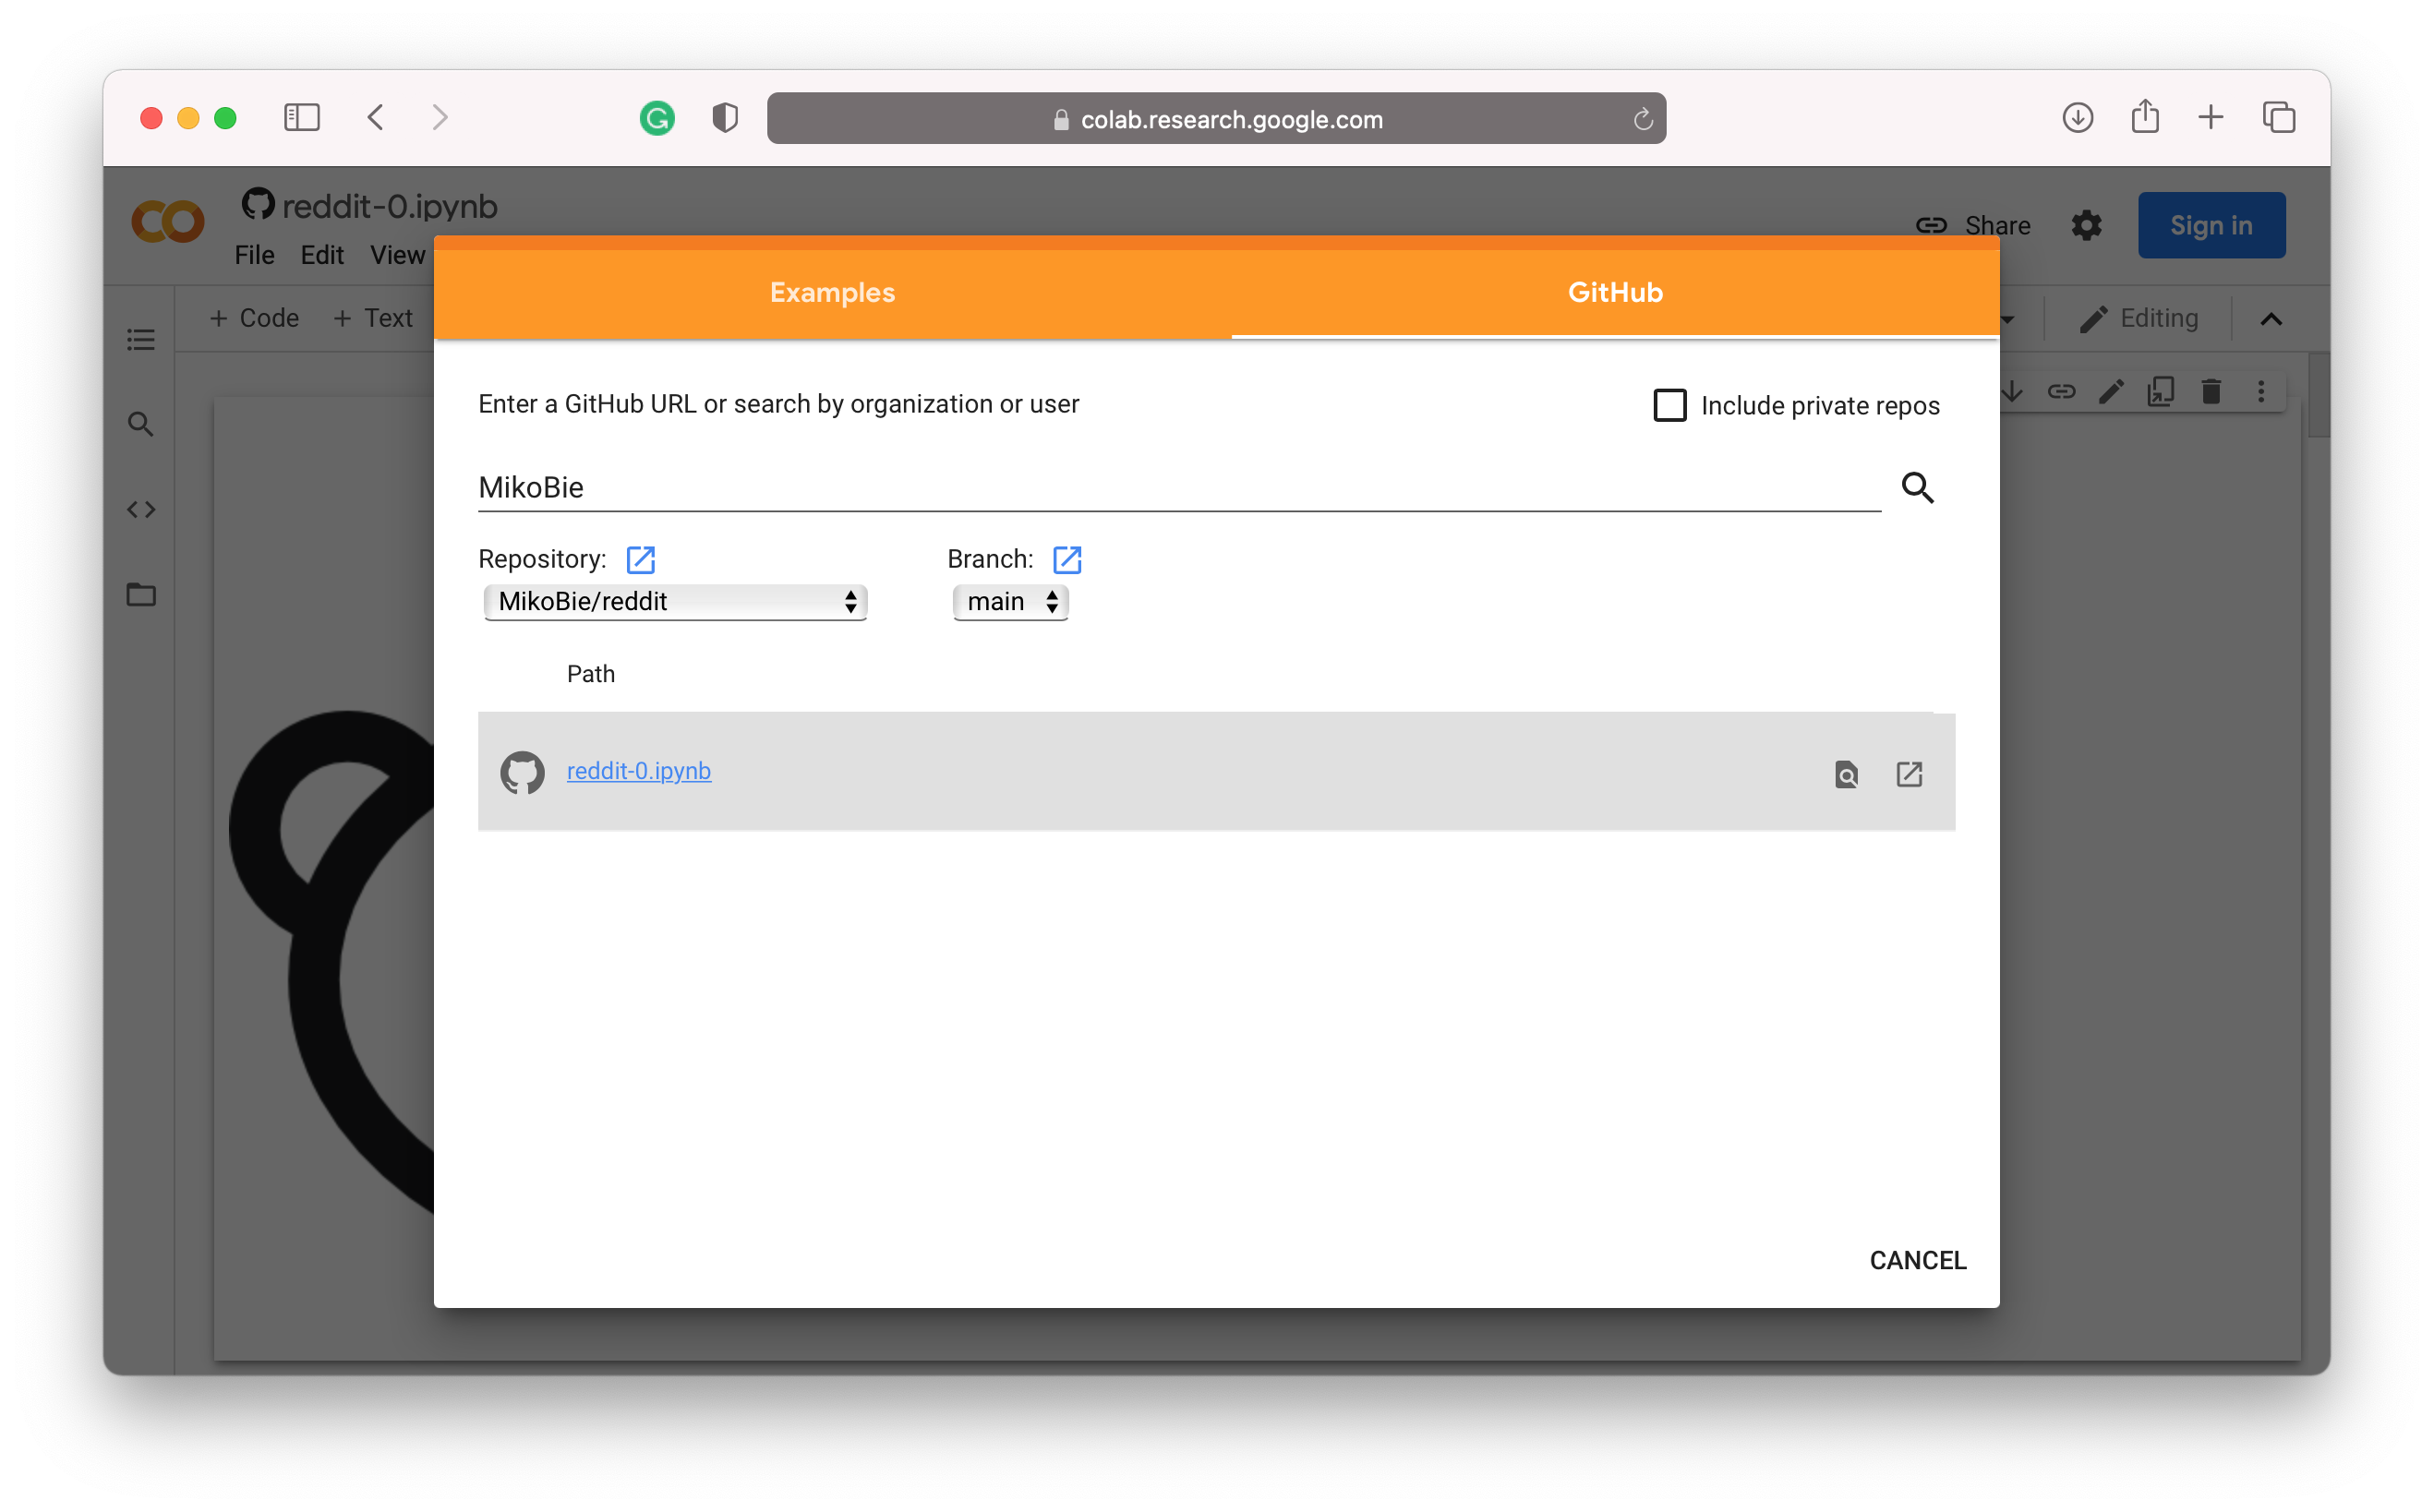 colab.research.google.com
reddit-0.ipynb
File Edit View
Share
Sign in
+ Code + Text
Editing
Examples
GitHub
Enter a GitHub URL or search by organization or user
Include private repos
MikoBie
Repository:
Branch:
MikoBie/reddit
main
Path
reddit-0.ipynb
CANCEL